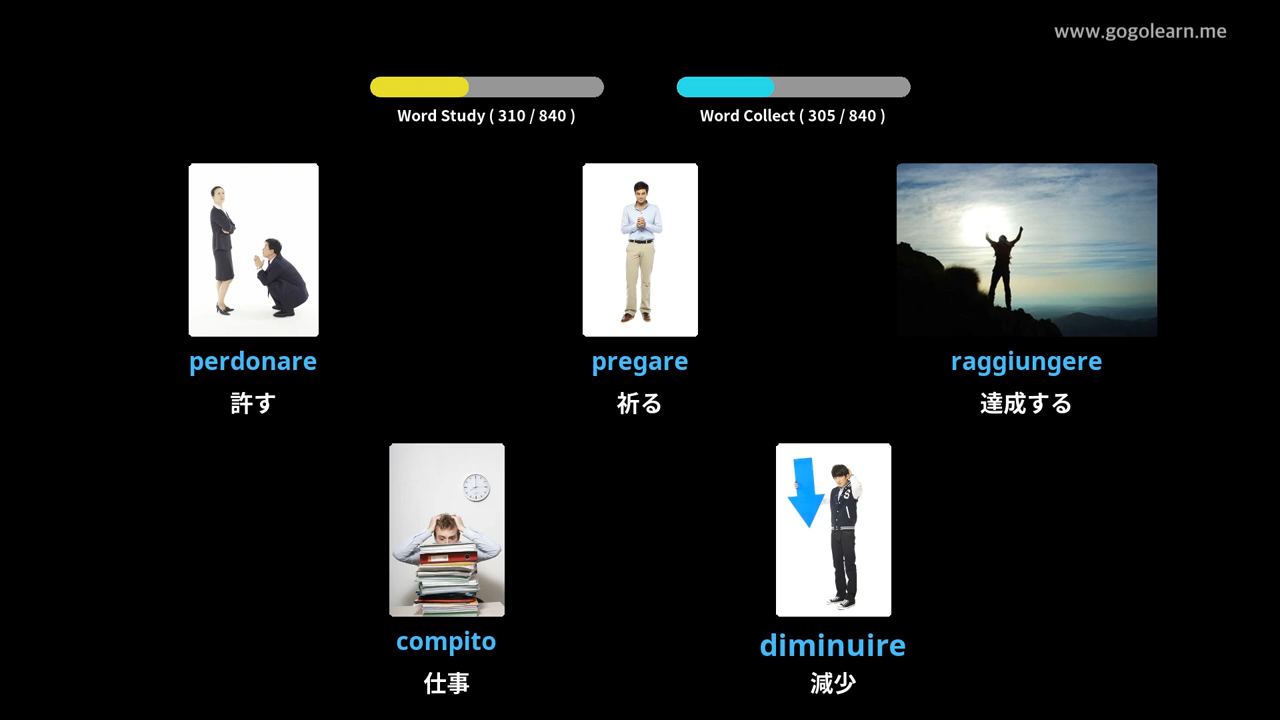 www.gogolearn.me
Word Study ( 310 / 840 )
Word Collect ( 305 / 840 )
perdonare
許す
pregare
祈る
raggiungere
達成する
compito
仕事
diminuire
減少